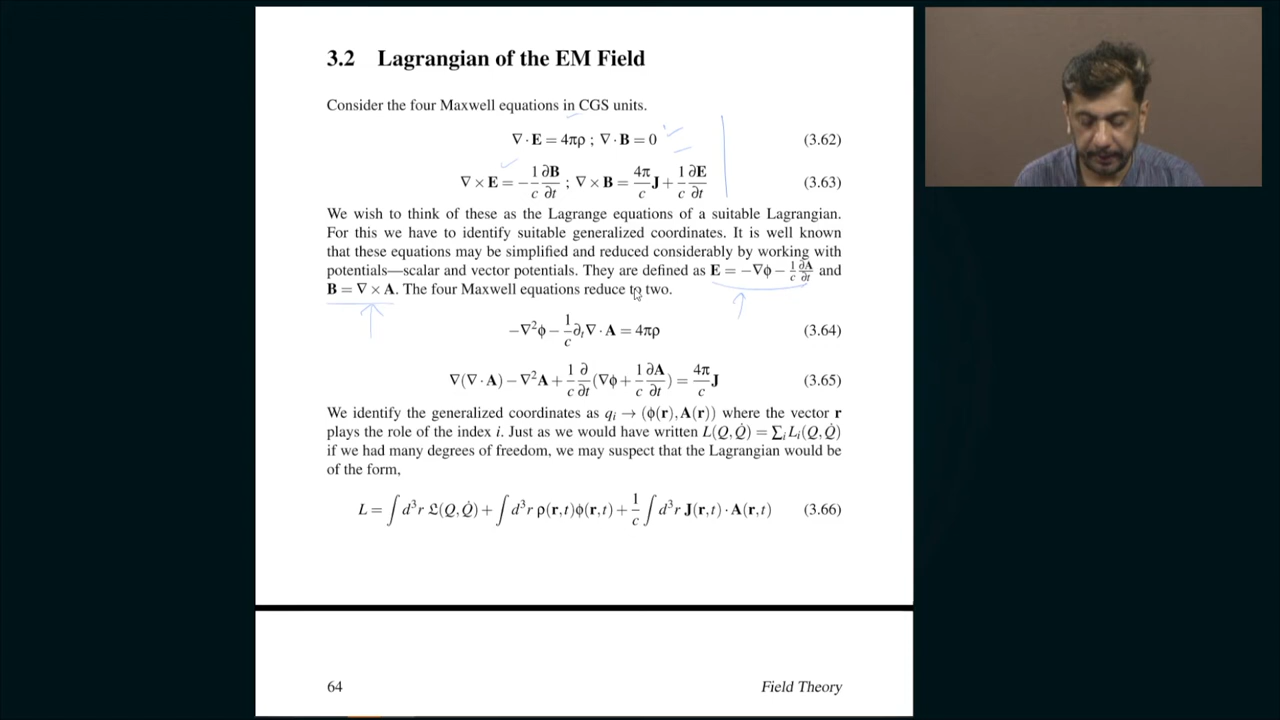 3.2 Lagrangian of the EM Field
Consider the four Maxwell equations in CGS units.
∇ · E = 4πρ ; ∇ · B = 0 (3.62)
∇ × E = −(1/c) ∂B/∂t ; ∇ × B = (4π/c) J + (1/c) ∂E/∂t (3.63)
We wish to think of these as the Lagrange equations of a suitable Lagrangian.
For this we have to identify suitable generalized coordinates. It is well known
that these equations may be simplified and reduced considerably by working with
potentials—scalar and vector potentials. They are defined as E = −∇ϕ − (1/c) ∂A/∂t and
B = ∇ × A. The four Maxwell equations reduce to two.
−∇²ϕ − (1/c) ∂ₜ∇ · A = 4πρ (3.64)
∇(∇ · A) − ∇²A + (1/c) ∂/∂t (∇ϕ + (1/c) ∂A/∂t) = (4π/c) J (3.65)
We identify the generalized coordinates as qᵢ → (ϕ(r), A(r)) where the vector r
plays the role of the index i. Just as we would have written L(Q, Q̇) = ∑ᵢ Lᵢ(Q, Q̇)
if we had many degrees of freedom, we may suspect that the Lagrangian would be
of the form,
L = ∫ d³r 𝔏(Q, Q̇) + ∫ d³r ρ(r,t)ϕ(r,t) + (1/c) ∫ d³r J(r,t) · A(r,t) (3.66)
64 Field Theory